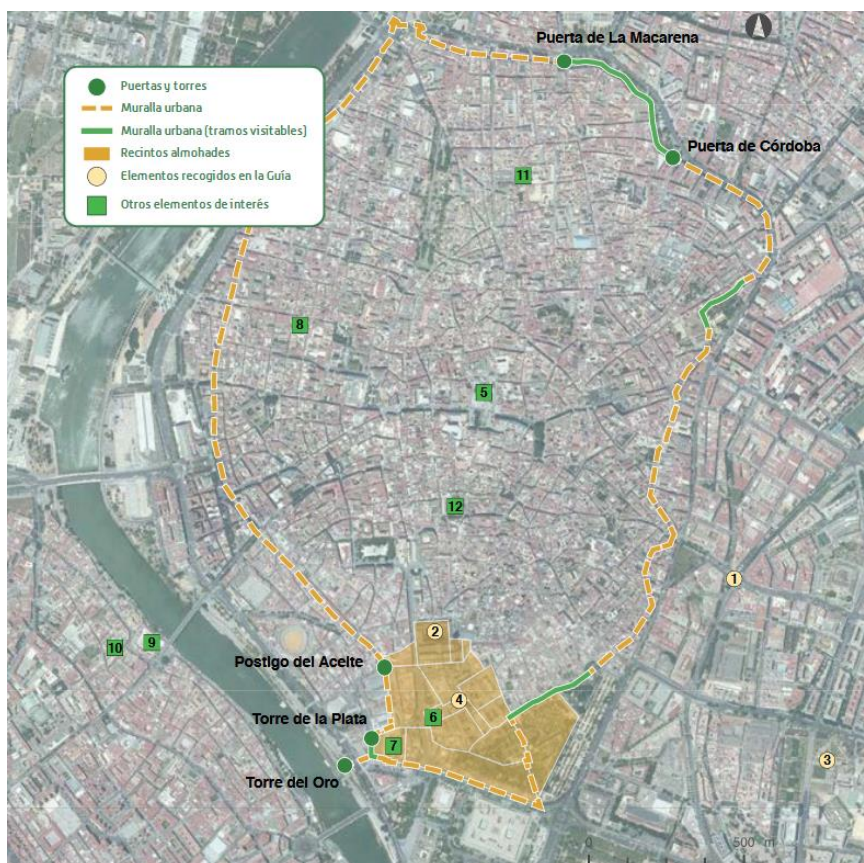 Puerta de La Macarena
Puertas y torres
Muralla urbana
Muralla urbana (tramos visitables)
Recintos almohades
Elementos recogidos en la Guía
Otros elementos de interés
Puerta de Córdoba
11
8
5
12
1
10
9
2
Postigo del Aceite
4
6
Torre de la Plata
7
3
Torre del Oro
0
500 m